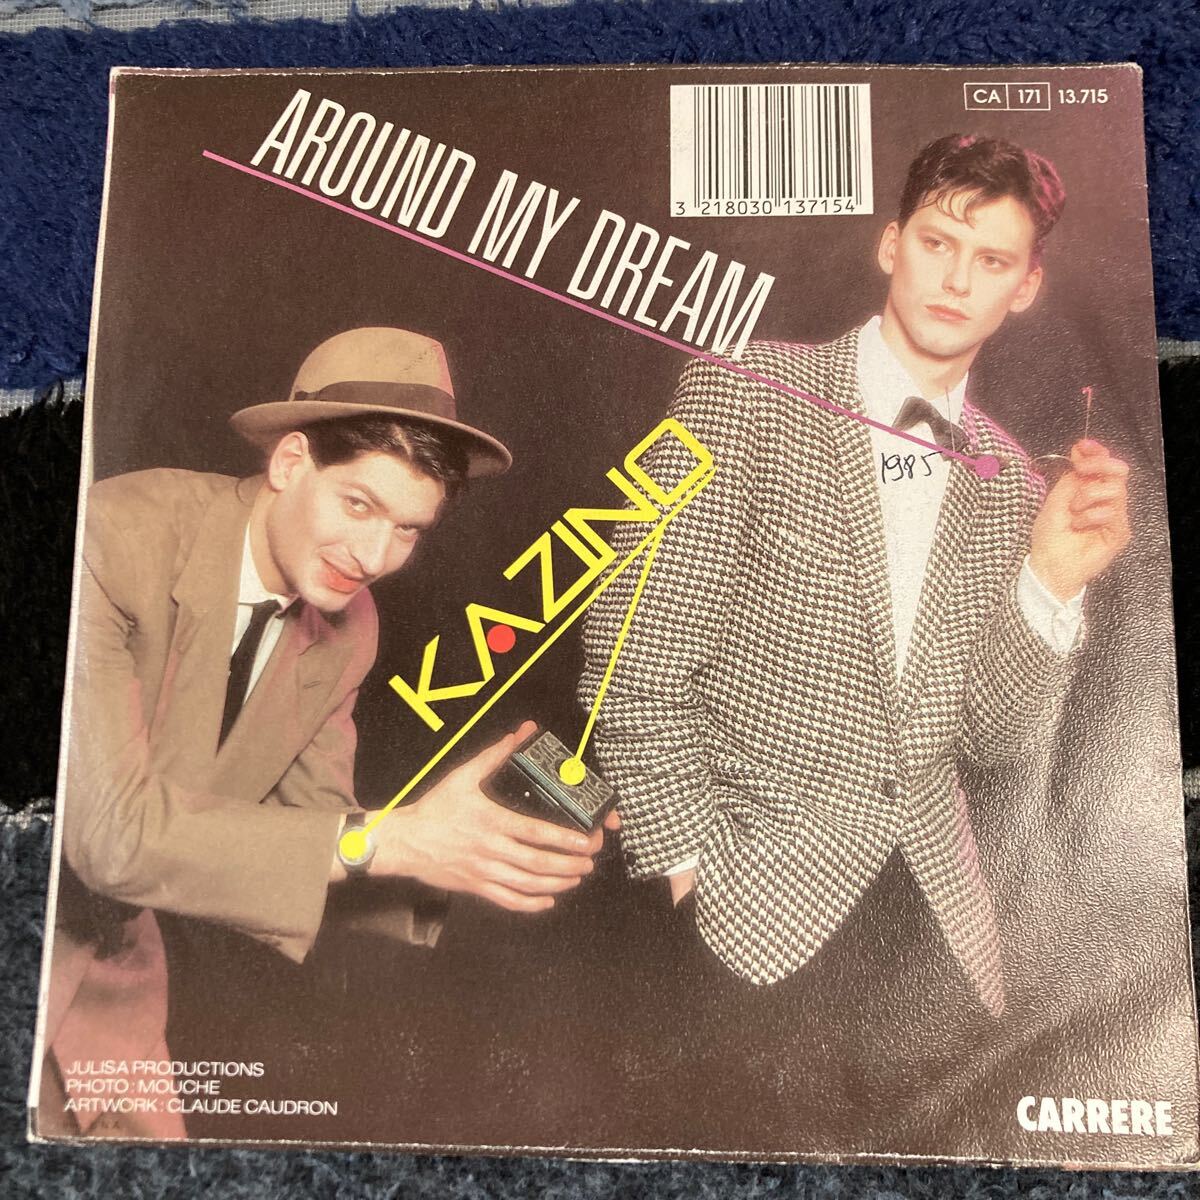 CA 171 13.715
3 218030 137154
AROUND MY DREAM
1985
KAZINO
JULISA PRODUCTIONS
PHOTO : MOUCHE
ARTWORK : CLAUDE CAUDRON
CARRERE